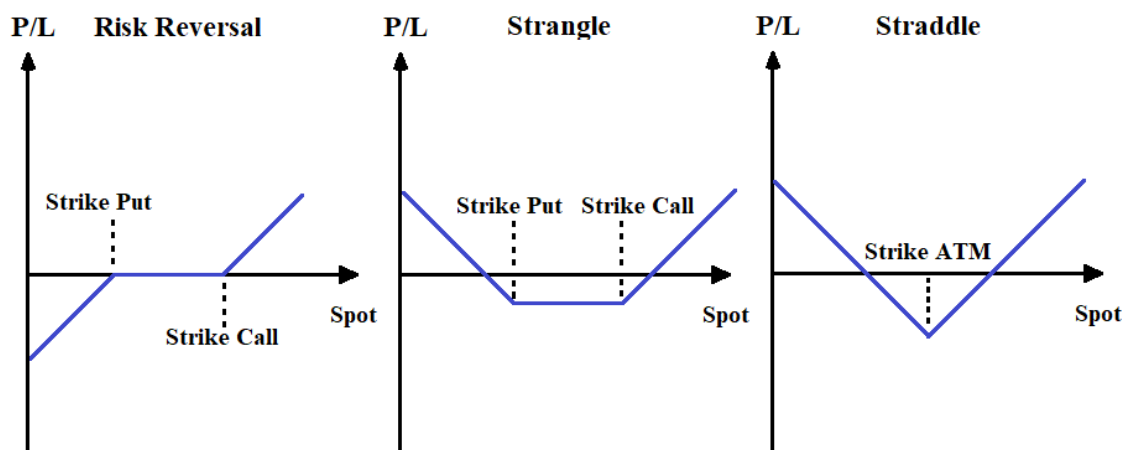 P/L Risk Reversal
Strike Put
Strike Call
Spot
P/L Strangle
Strike Put Strike Call
Spot
P/L Straddle
Strike ATM
Spot